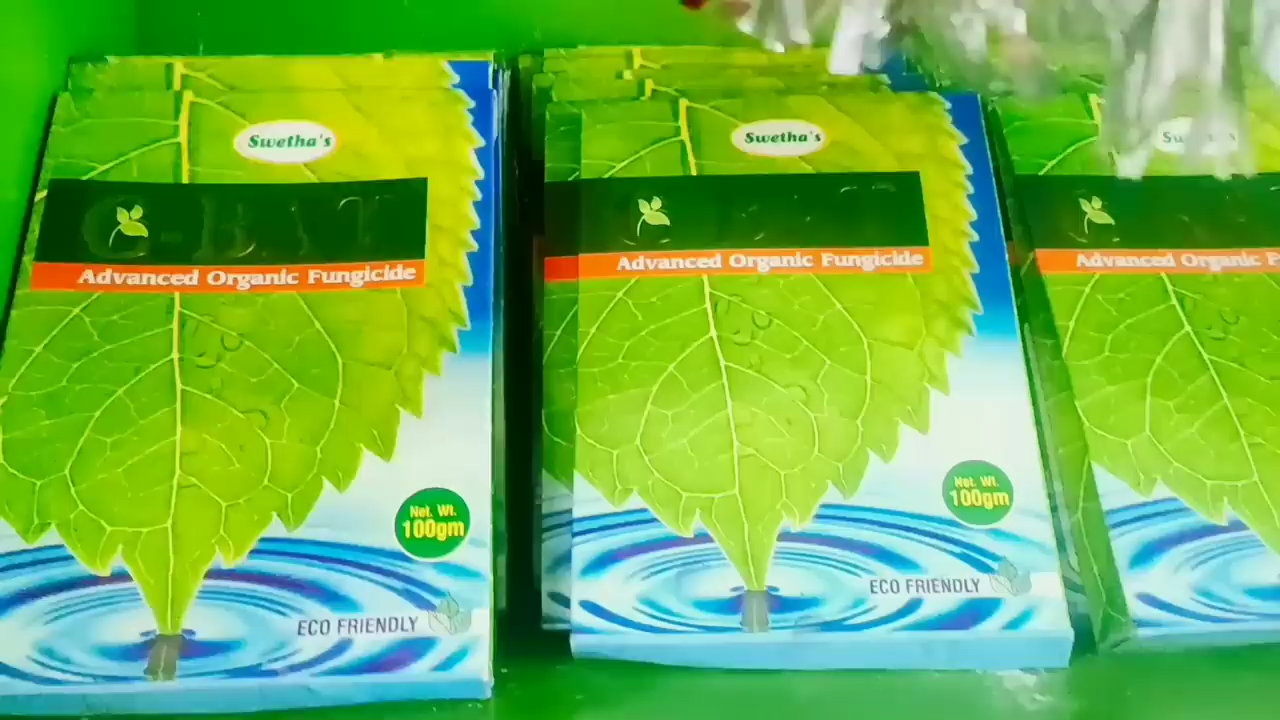 Swetha's
Advanced Organic Fungicide
Net. Wt.
100gm
ECO FRIENDLY
Swetha's
Advanced Organic Fungicide
Net. Wt.
100gm
ECO FRIENDLY
Advanced Organic